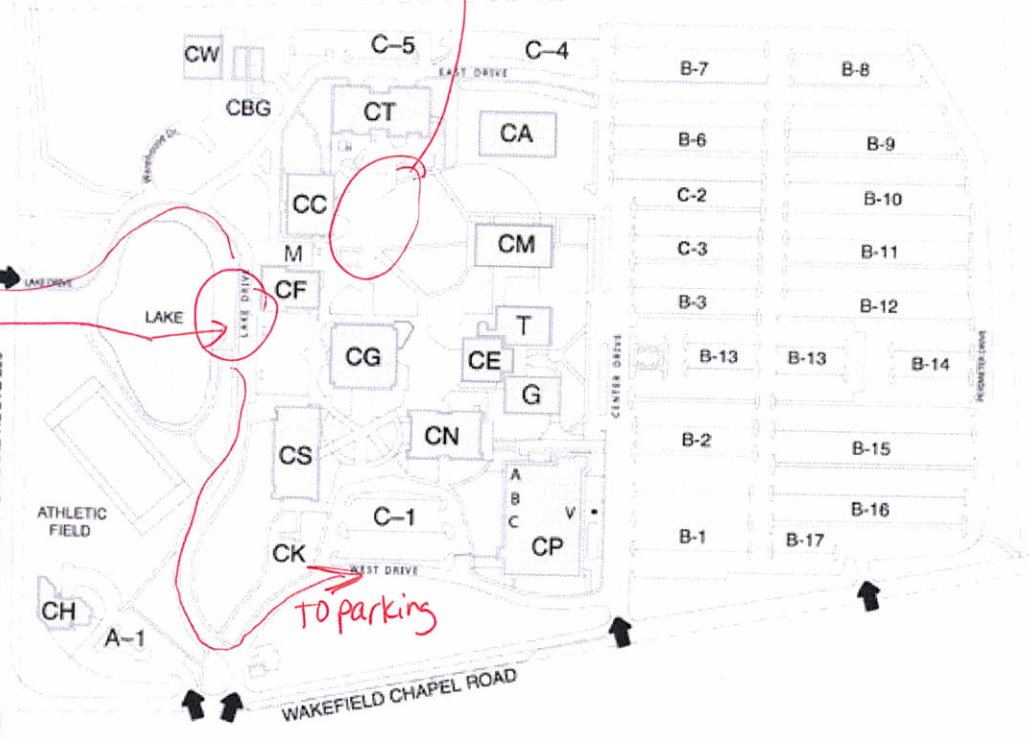 C-5
C-4
CW
EAST DRIVE
B-7
B-8
CBG
CT
CA
B-6
B-9
Warehouse Dr.
C-2
B-10
CC
CM
C-3
B-11
M
LAKE DRIVE
CF
LAKE DRIVE
B-3
B-12
LAKE
T
CG
CE
CENTER DRIVE
B-13
B-13
B-14
PERIMETER DRIVE
G
CN
B-2
B-15
CS
A
B
C
V
ATHLETIC
FIELD
C-1
B-16
CK
CP
B-1
B-17
WEST DRIVE
TO parking
CH
A-1
WAKEFIELD CHAPEL ROAD